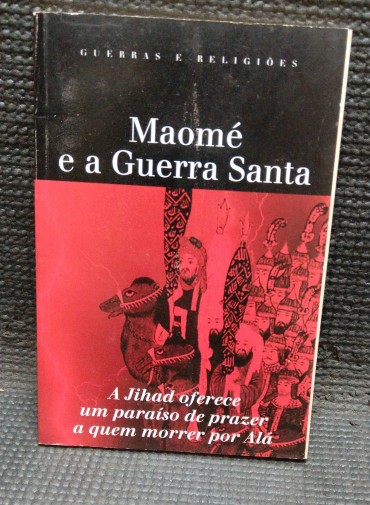 GUERRAS E RELIGIÕES
Maomé
e a Guerra Santa
A Jihad oferece
um paraíso de prazer
a quem morrer por Alá